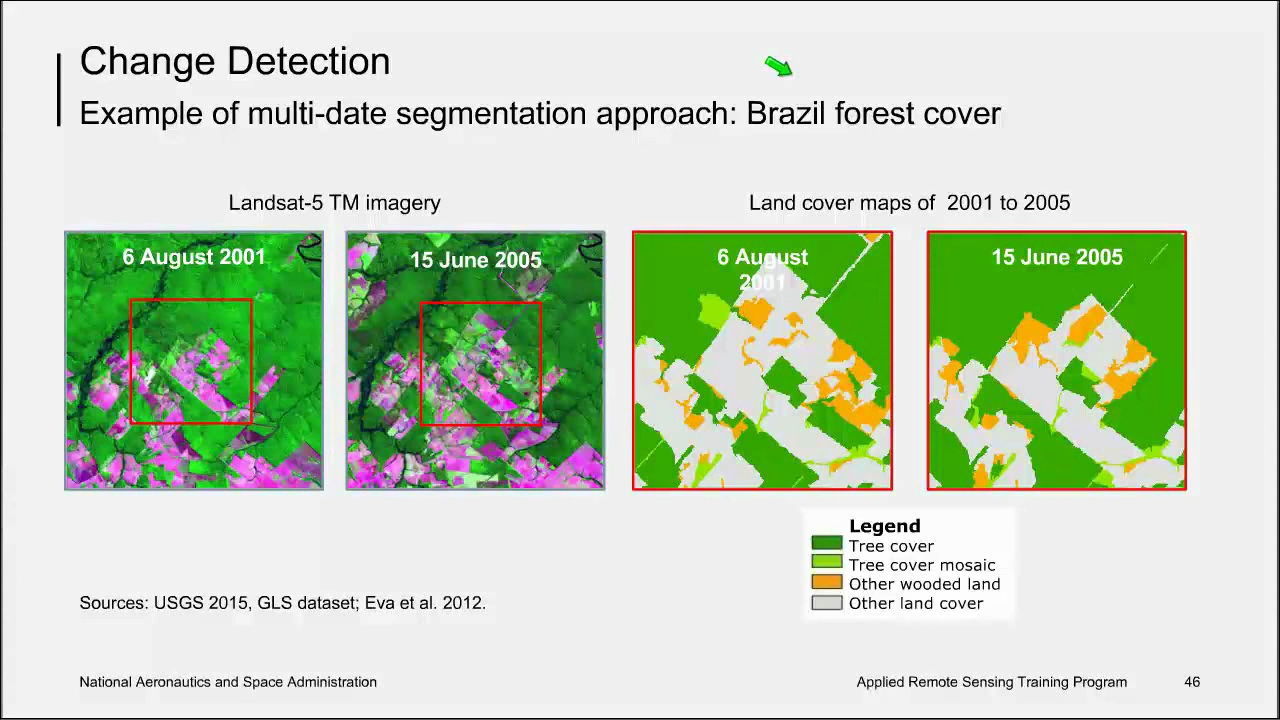 Change Detection
Example of multi-date segmentation approach: Brazil forest cover
Landsat-5 TM imagery
Land cover maps of 2001 to 2005
6 August 2001
15 June 2005
6 August
2001
15 June 2005
Legend
Tree cover
Tree cover mosaic
Other wooded land
Other land cover
Sources: USGS 2015, GLS dataset; Eva et al. 2012.
National Aeronautics and Space Administration
Applied Remote Sensing Training Program
46